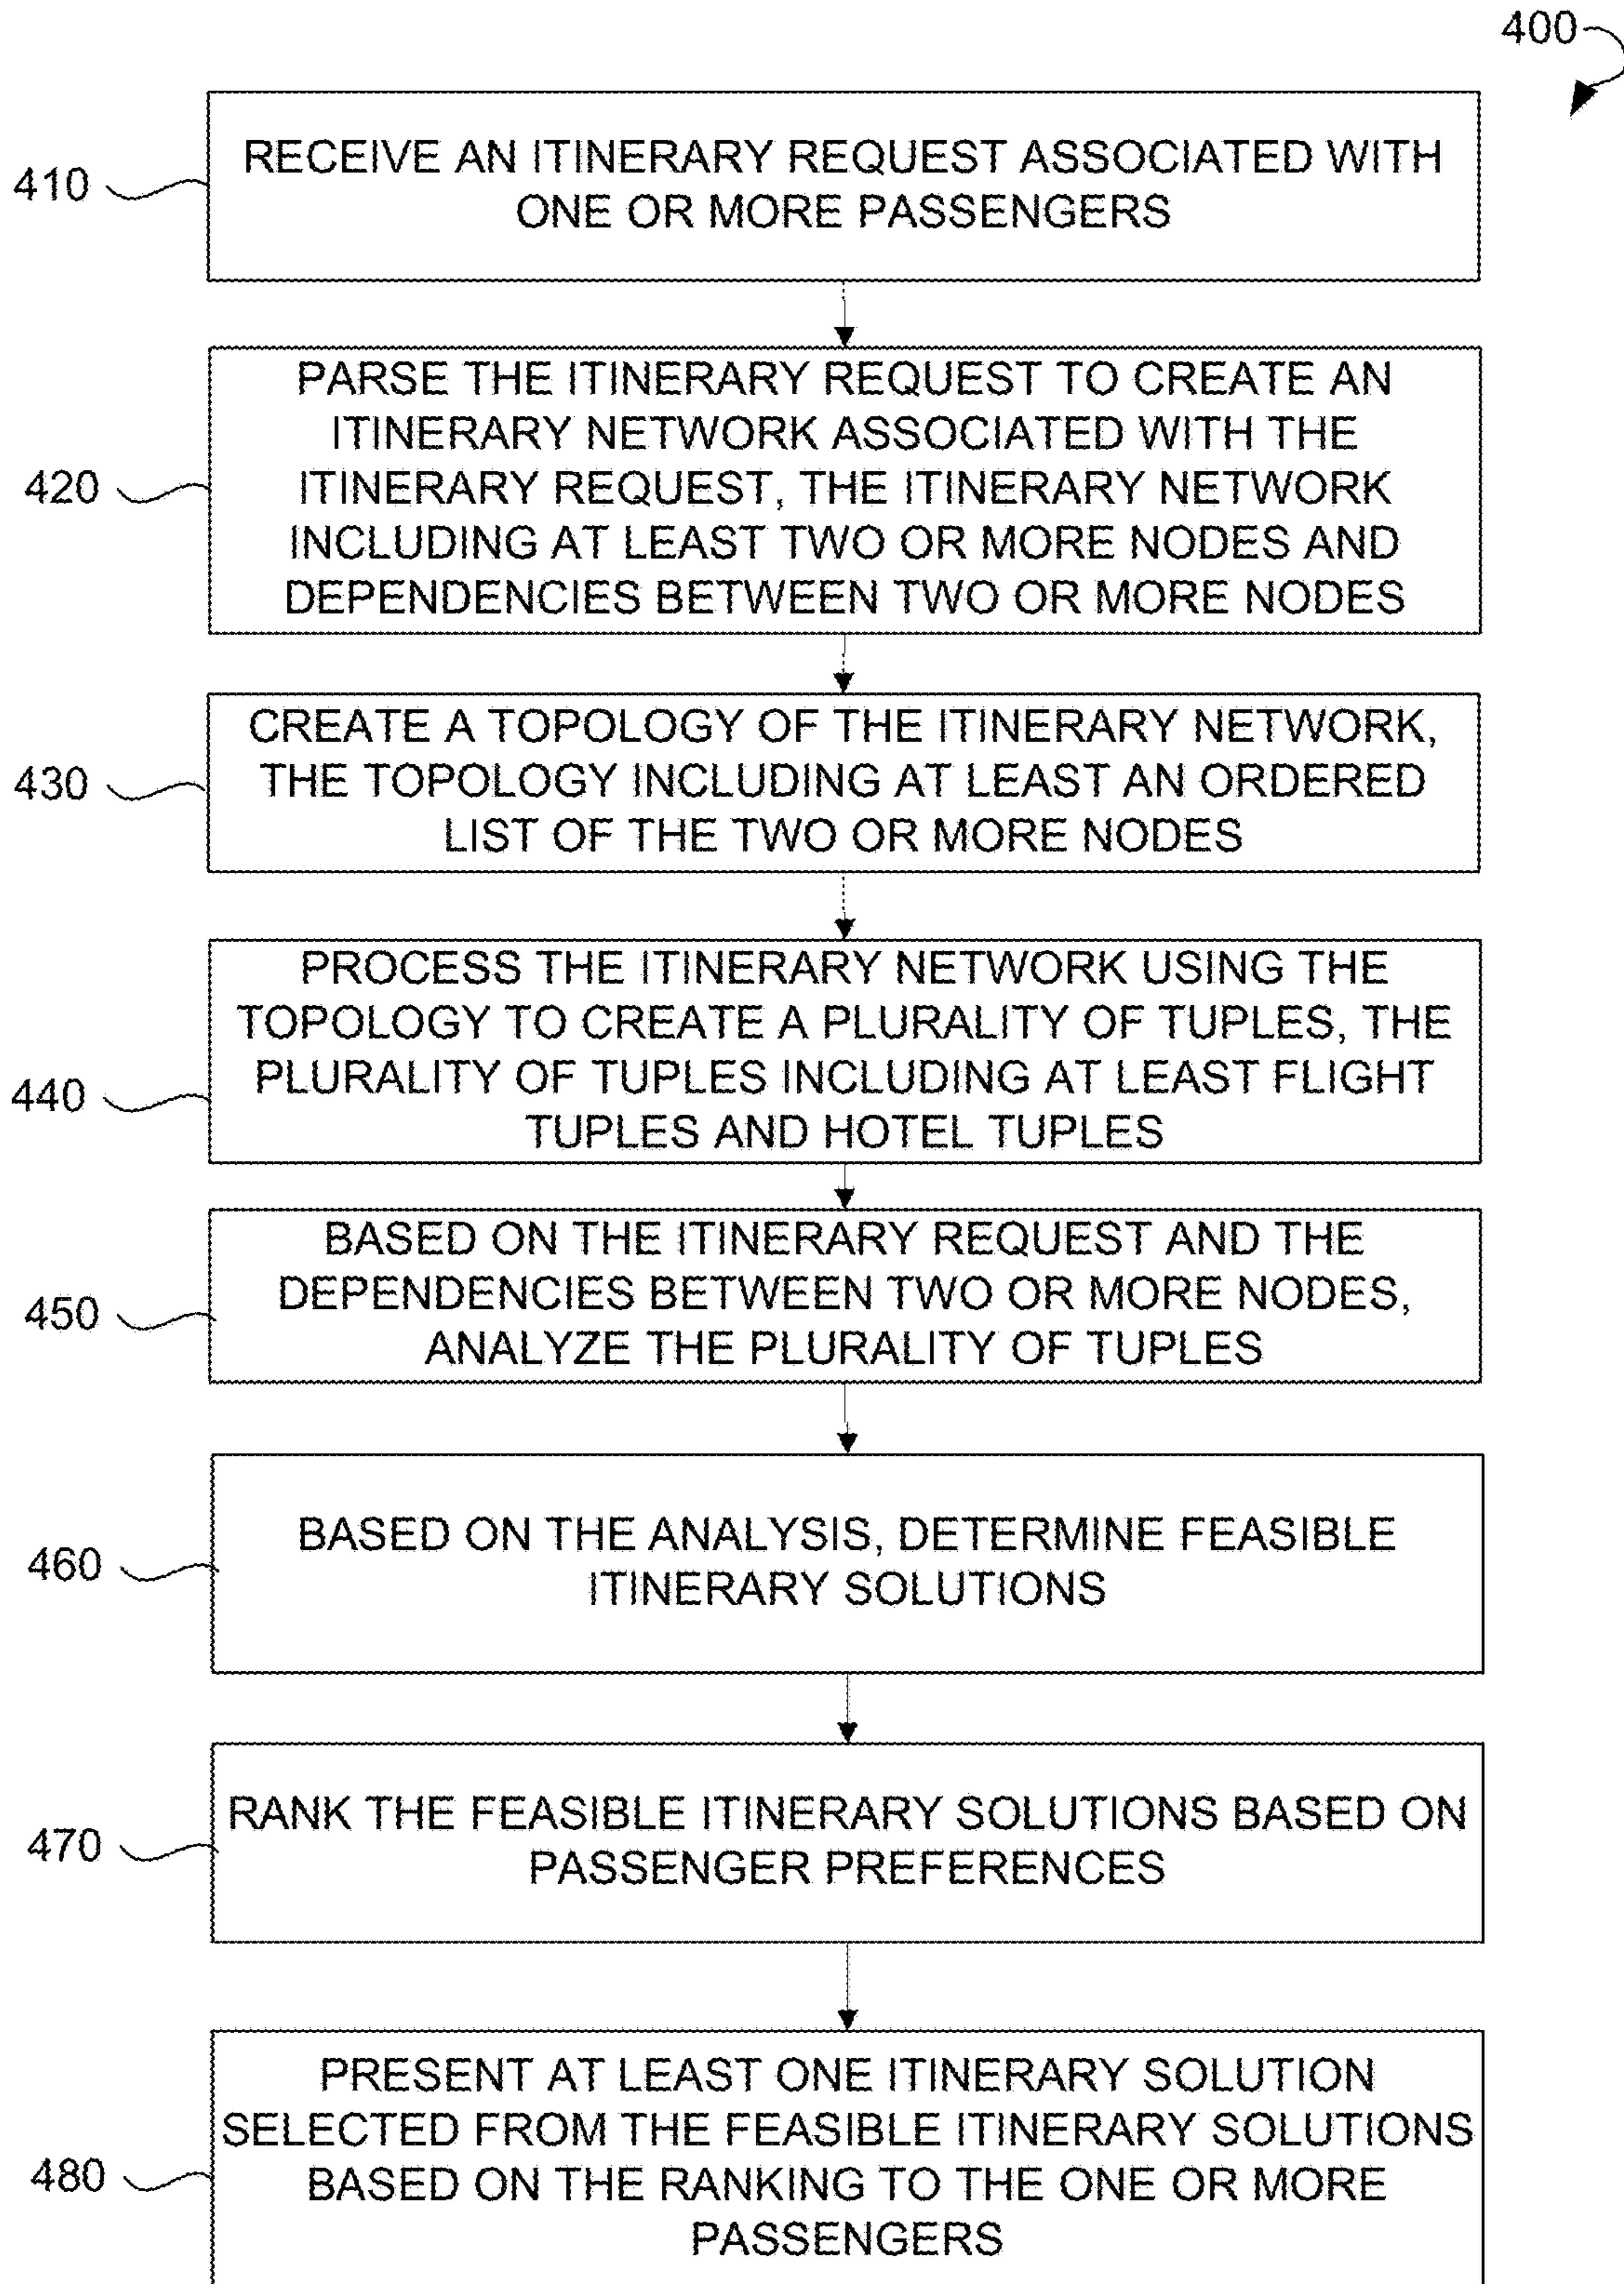 400
410
RECEIVE AN ITINERARY REQUEST ASSOCIATED WITH
ONE OR MORE PASSENGERS
420
PARSE THE ITINERARY REQUEST TO CREATE AN
ITINERARY NETWORK ASSOCIATED WITH THE
ITINERARY REQUEST, THE ITINERARY NETWORK
INCLUDING AT LEAST TWO OR MORE NODES AND
DEPENDENCIES BETWEEN TWO OR MORE NODES
430
CREATE A TOPOLOGY OF THE ITINERARY NETWORK,
THE TOPOLOGY INCLUDING AT LEAST AN ORDERED
LIST OF THE TWO OR MORE NODES
440
PROCESS THE ITINERARY NETWORK USING THE
TOPOLOGY TO CREATE A PLURALITY OF TUPLES, THE
PLURALITY OF TUPLES INCLUDING AT LEAST FLIGHT
TUPLES AND HOTEL TUPLES
450
BASED ON THE ITINERARY REQUEST AND THE
DEPENDENCIES BETWEEN TWO OR MORE NODES,
ANALYZE THE PLURALITY OF TUPLES
460
BASED ON THE ANALYSIS, DETERMINE FEASIBLE
ITINERARY SOLUTIONS
470
RANK THE FEASIBLE ITINERARY SOLUTIONS BASED ON
PASSENGER PREFERENCES
480
PRESENT AT LEAST ONE ITINERARY SOLUTION
SELECTED FROM THE FEASIBLE ITINERARY SOLUTIONS
BASED ON THE RANKING TO THE ONE OR MORE
PASSENGERS